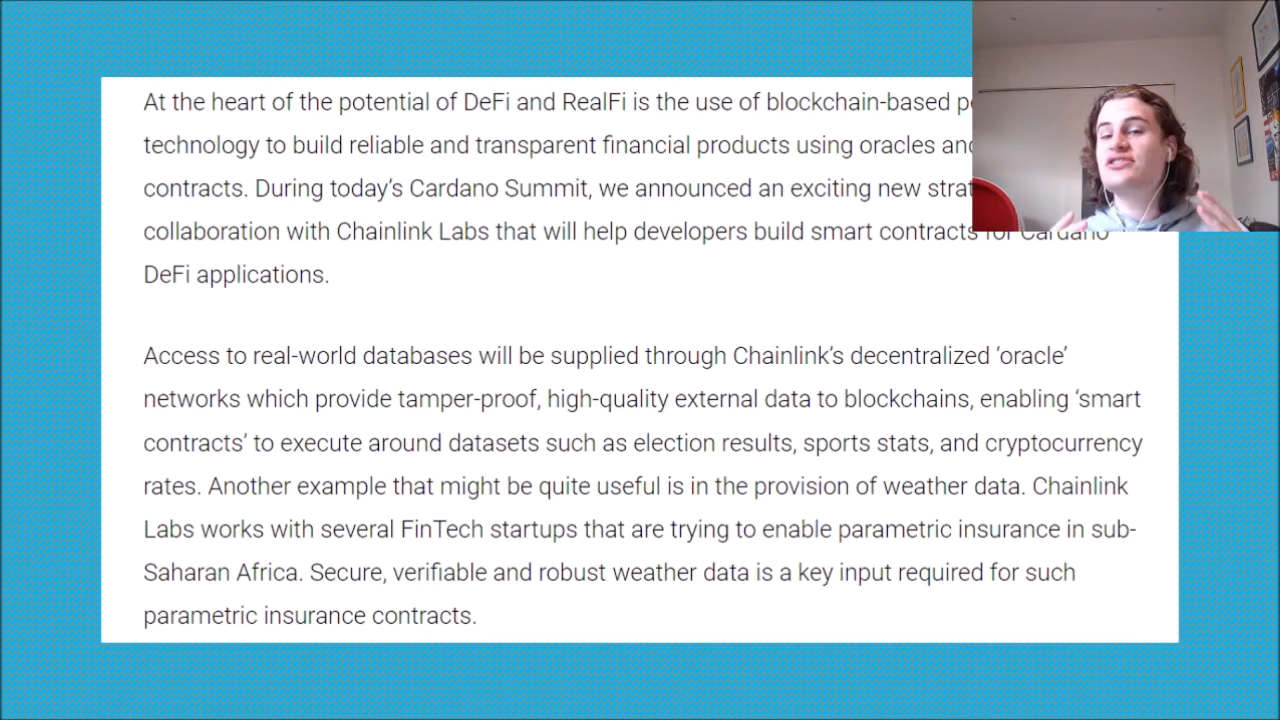 At the heart of the potential of DeFi and RealFi is the use of blockchain-based
technology to build reliable and transparent financial products using oracles and
contracts. During today’s Cardano Summit, we announced an exciting new
collaboration with Chainlink Labs that will help developers build smart contracts for Cardano
DeFi applications.
Access to real-world databases will be supplied through Chainlink’s decentralized ‘oracle’
networks which provide tamper-proof, high-quality external data to blockchains, enabling ‘smart
contracts’ to execute around datasets such as election results, sports stats, and cryptocurrency
rates. Another example that might be quite useful is in the provision of weather data. Chainlink
Labs works with several FinTech startups that are trying to enable parametric insurance in sub-
Saharan Africa. Secure, verifiable and robust weather data is a key input required for such
parametric insurance contracts.